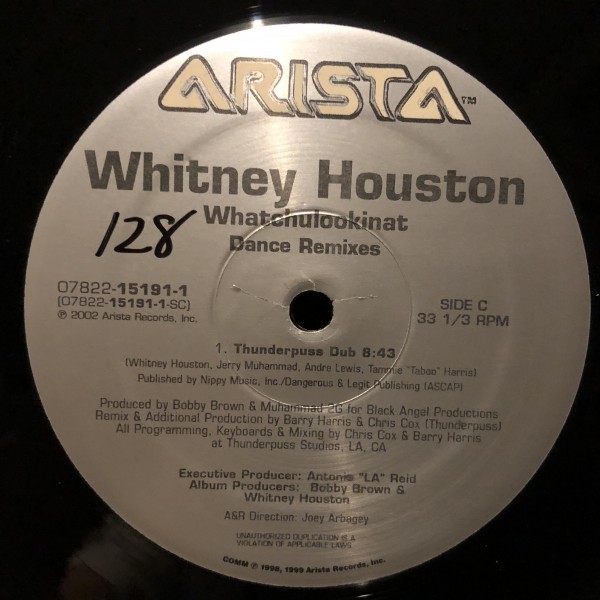 ARISTA™
Whitney Houston
Whatchulookinat
128
Dance Remixes
07822-15191-1
(07822-15191-1-SC)
℗ 2002 Arista Records, Inc.
SIDE C
33 1/3 RPM
1. Thunderpuss Dub 8:43
(Whitney Houston, Jerry Muhammad, Andre Lewis, Tammie "Taboo" Harris)
Published by Nippy Music, Inc./Dangerous & Legit Publishing (ASCAP)
Produced by Bobby Brown & Muhammad 2G for Black Angel Productions
Remix & Additional Production by Barry Harris & Chris Cox (Thunderpuss)
All Programming, Keyboards & Mixing by Chris Cox & Barry Harris
at Thunderpuss Studios, LA, CA
Executive Producer: Antonio "LA" Reid
Album Producers: Bobby Brown &
Whitney Houston
A&R Direction: Joey Arbagey
UNAUTHORIZED DUPLICATION IS A
VIOLATION OF APPLICABLE LAWS
COMM ℗ 1998, 1999 Arista Records, Inc.